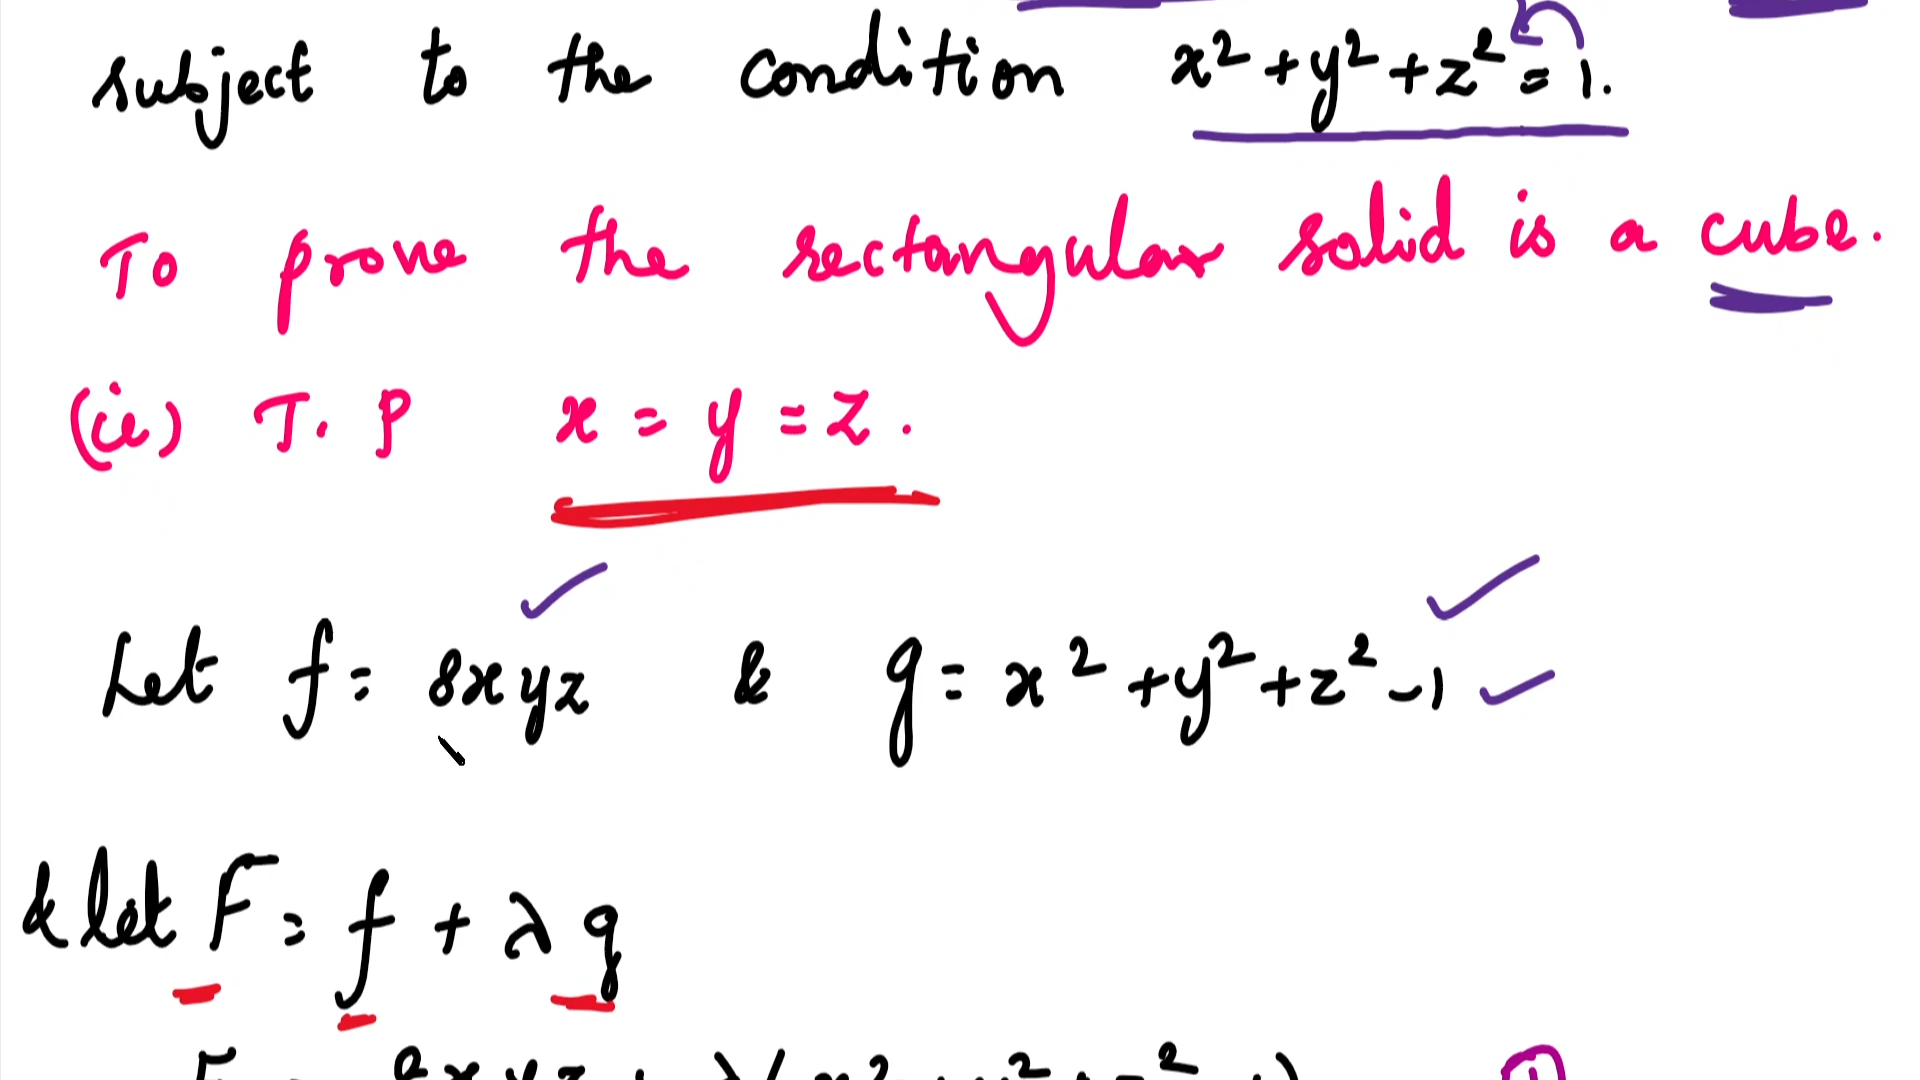 subject to the condition x² + y² + z² = 1.
To prove the rectangular solid is a cube.
(ie) T. P x = y = z.
Let f = 8xyz & g = x² + y² + z² - 1
& let F = f + λg